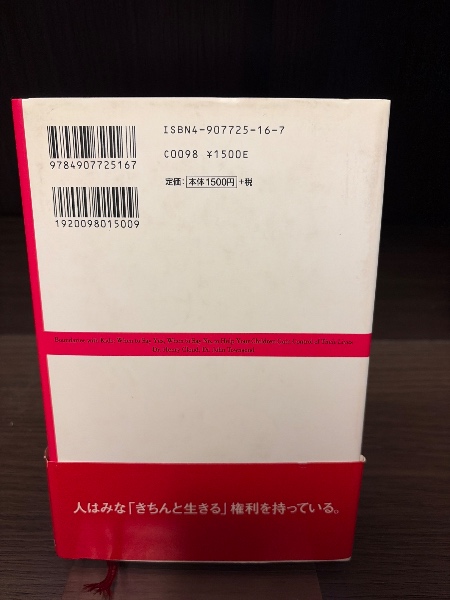 ISBN4-907725-16-7
9784907725167
C0098 ¥1500E
定価: 本体1500円 +税
1920098015009
人はみな「きちんと生きる」権利を持っている。